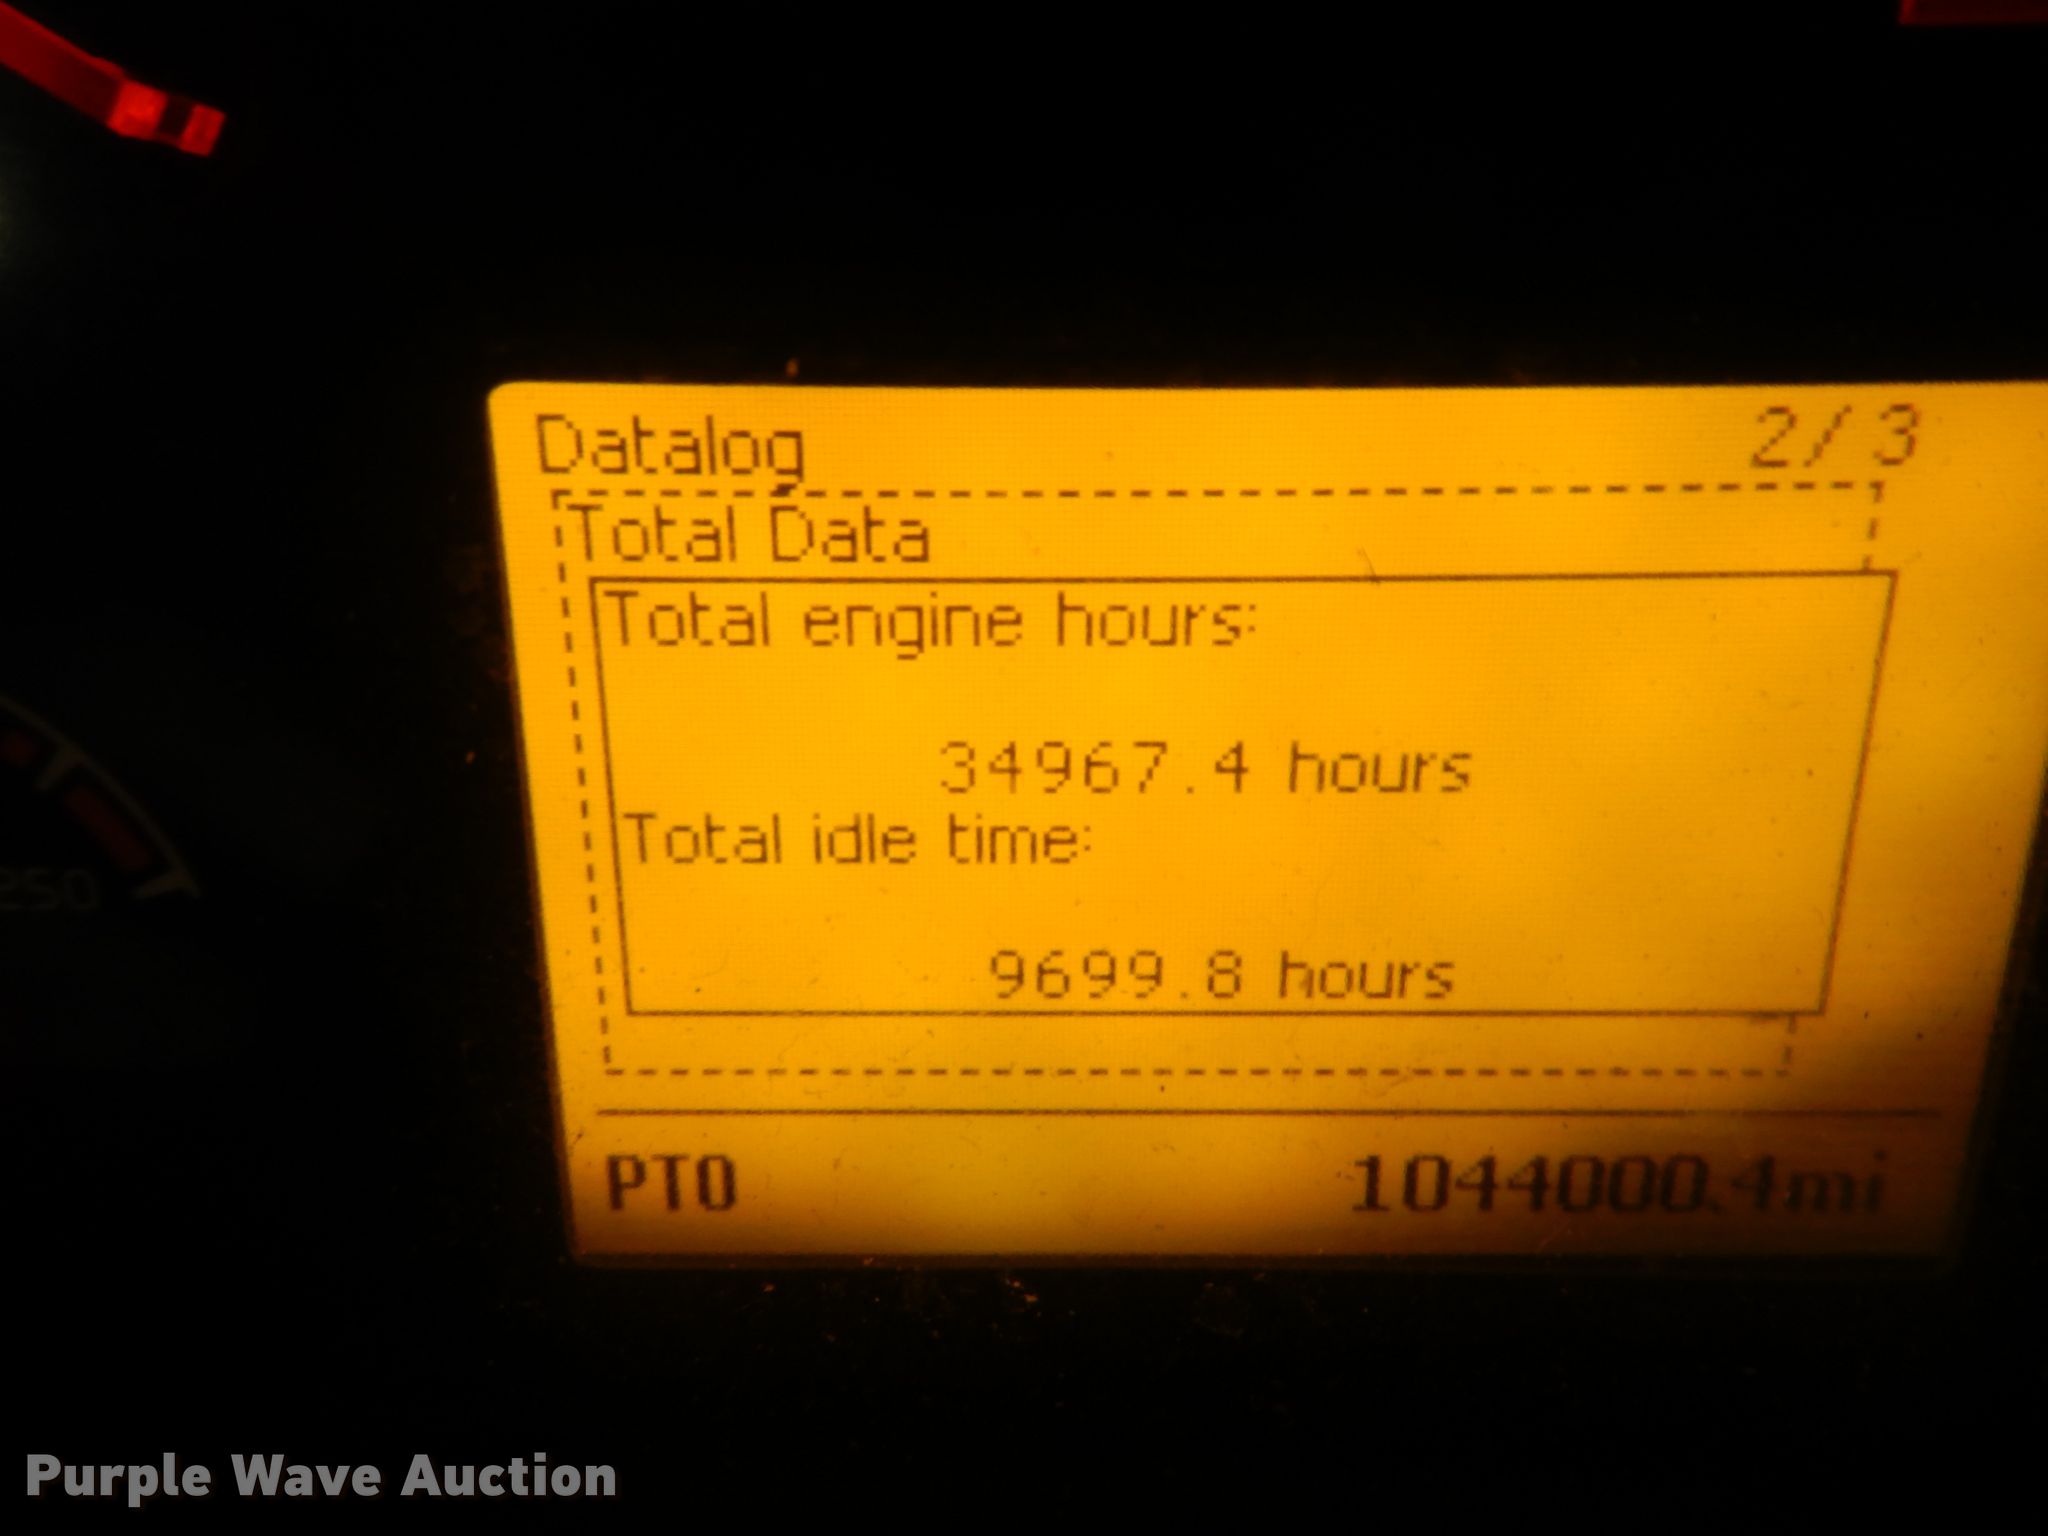 Datalog 2/3
Total Data
Total engine hours:
34967.4 hours
Total idle time:
9699.8 hours
PTO 1044000.4mi
250
Purple Wave Auction